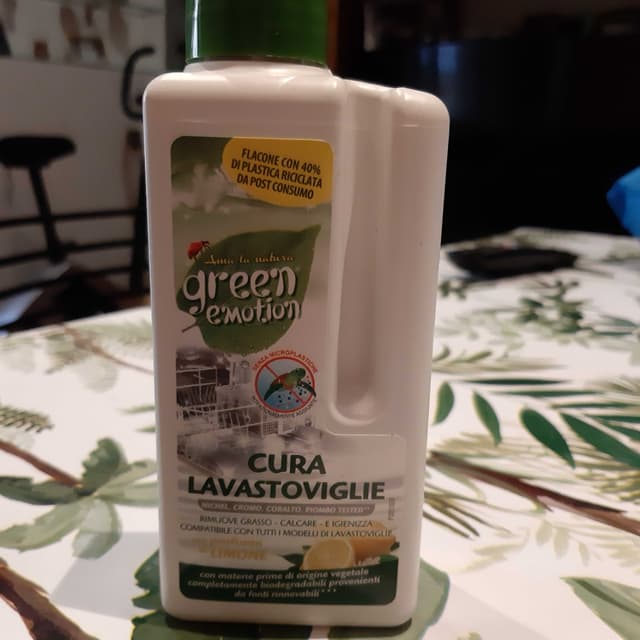 FLACONE CON 40%
DI PLASTICA RICICLATA
DA POST CONSUMO
Amo la natura
green
emotion
SENZA MICROPLASTICHE
CURA
LAVASTOVIGLIE
NICHEL, CROMO, COBALTO, PIOMBO TESTED
RIMUOVE GRASSO - CALCARE - E IGIENIZZA
COMPATIBILE CON TUTTI I MODELLI DI LAVASTOVIGLIE
LIMONE
con materie prime di origine vegetale
completamente biodegradabili provenienti
da fonti rinnovabili***